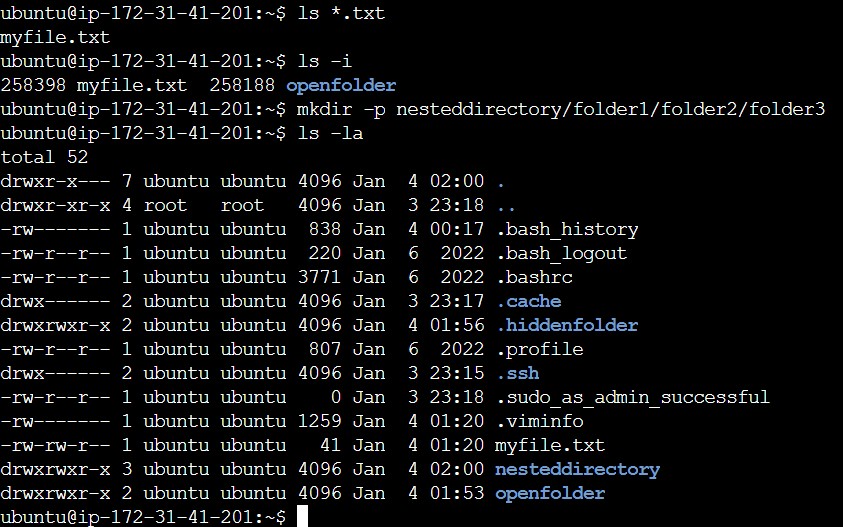 ubuntu@ip-172-31-41-201:~$ ls *.txt
myfile.txt
ubuntu@ip-172-31-41-201:~$ ls -i
258398 myfile.txt  258188 openfolder
ubuntu@ip-172-31-41-201:~$ mkdir -p nesteddirectory/folder1/folder2/folder3
ubuntu@ip-172-31-41-201:~$ ls -la
total 52
drwxr-x--- 7 ubuntu ubuntu 4096 Jan  4 02:00 .
drwxr-xr-x 4 root   root   4096 Jan  3 23:18 ..
-rw------- 1 ubuntu ubuntu  838 Jan  4 00:17 .bash_history
-rw-r--r-- 1 ubuntu ubuntu  220 Jan  6  2022 .bash_logout
-rw-r--r-- 1 ubuntu ubuntu 3771 Jan  6  2022 .bashrc
drwx------ 2 ubuntu ubuntu 4096 Jan  3 23:17 .cache
drwxrwxr-x 2 ubuntu ubuntu 4096 Jan  4 01:56 .hiddenfolder
-rw-r--r-- 1 ubuntu ubuntu  807 Jan  6  2022 .profile
drwx------ 2 ubuntu ubuntu 4096 Jan  3 23:15 .ssh
-rw-r--r-- 1 ubuntu ubuntu    0 Jan  3 23:18 .sudo_as_admin_successful
-rw------- 1 ubuntu ubuntu 1259 Jan  4 01:20 .viminfo
-rw-rw-r-- 1 ubuntu ubuntu   41 Jan  4 01:20 myfile.txt
drwxrwxr-x 3 ubuntu ubuntu 4096 Jan  4 02:00 nesteddirectory
drwxrwxr-x 2 ubuntu ubuntu 4096 Jan  4 01:53 openfolder
ubuntu@ip-172-31-41-201:~$